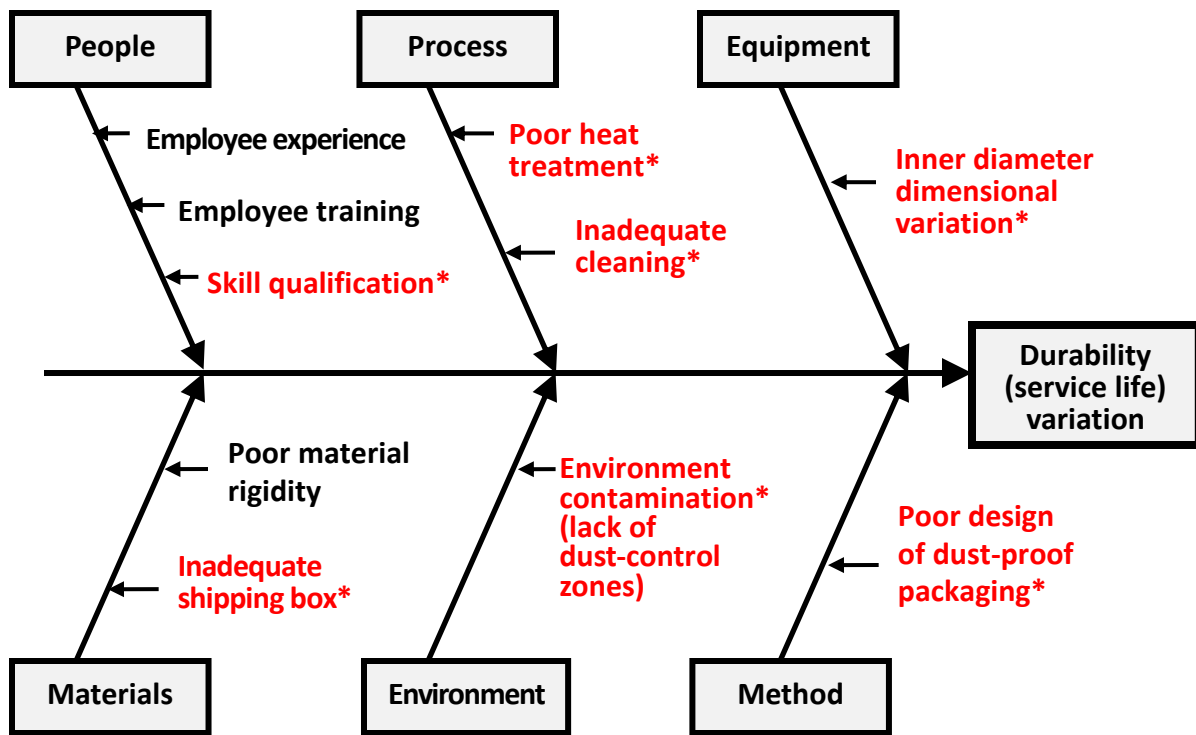 People
Process
Equipment
Employee experience
Employee training
Skill qualification*
Poor heat
treatment*
Inadequate
cleaning*
Inner diameter
dimensional
variation*
Durability
(service life)
variation
Poor material
rigidity
Inadequate
shipping box*
Environment
contamination*
(lack of
dust-control
zones)
Poor design
of dust-proof
packaging*
Materials
Environment
Method